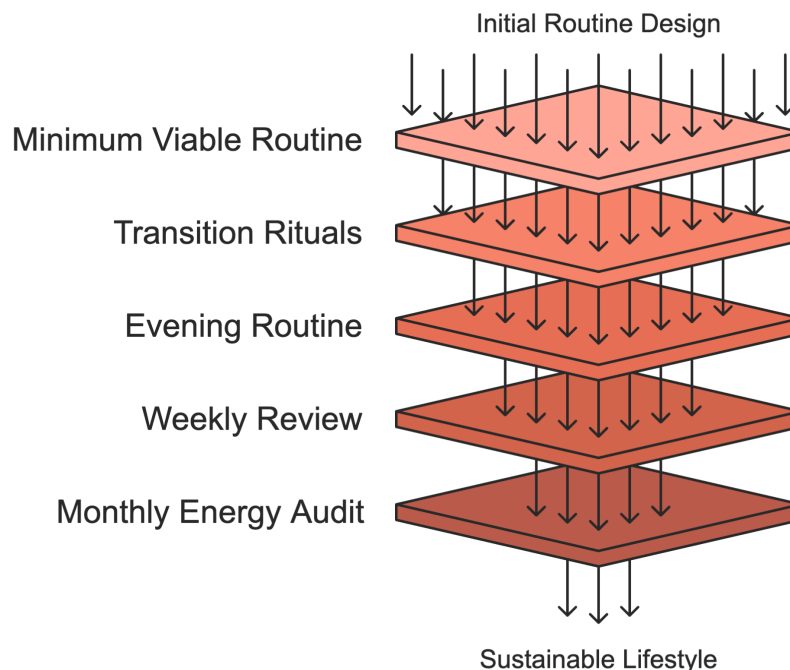 Initial Routine Design
Minimum Viable Routine
Transition Rituals
Evening Routine
Weekly Review
Monthly Energy Audit
Sustainable Lifestyle